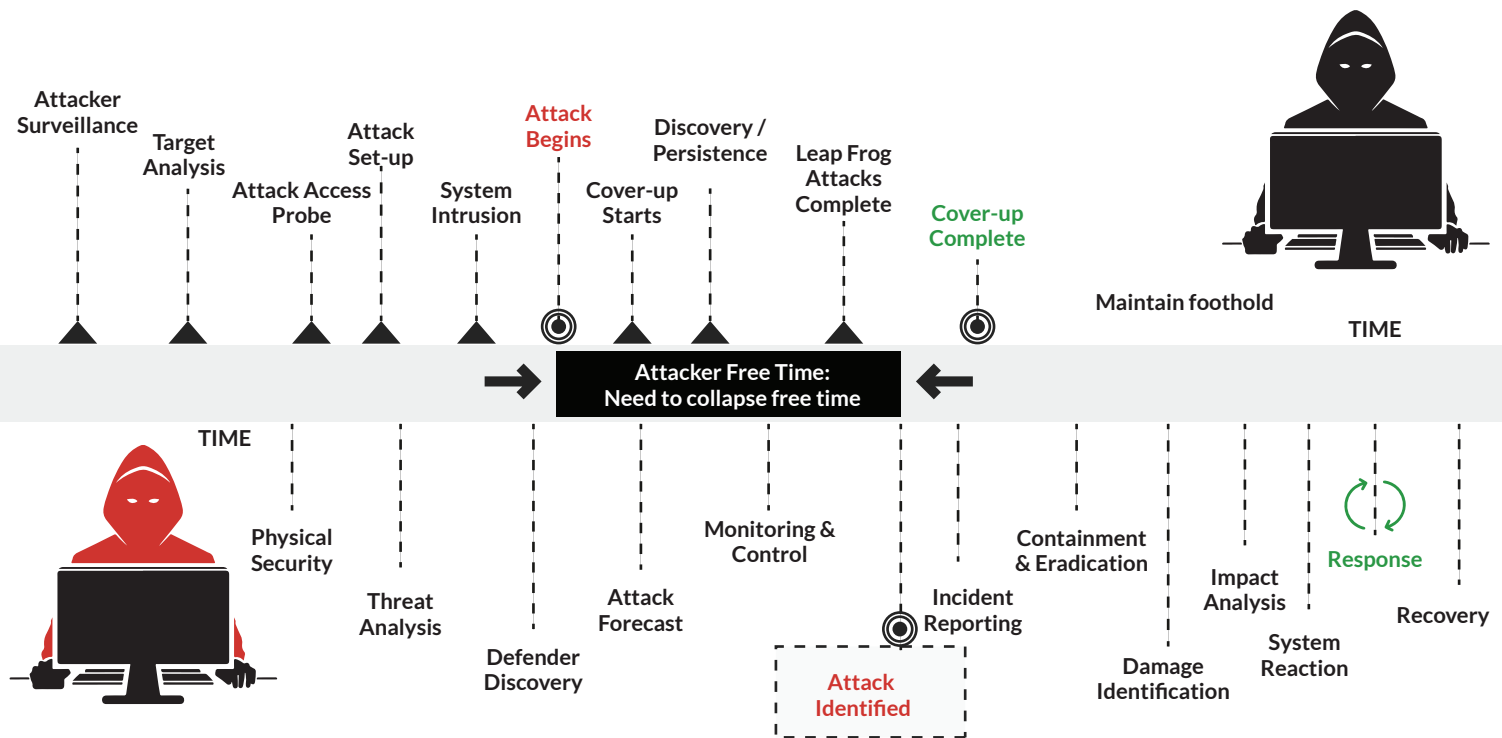 Attacker
Surveillance
Target
Analysis
Attack Access
Probe
Attack
Set-up
System
Intrusion
Attack
Begins
Cover-up
Starts
Discovery /
Persistence
Leap Frog
Attacks
Complete
Cover-up
Complete
Maintain foothold
TIME
Attacker Free Time:
Need to collapse free time
TIME
Physical
Security
Threat
Analysis
Defender
Discovery
Attack
Forecast
Monitoring &
Control
Attack
Identified
Incident
Reporting
Containment
& Eradication
Damage
Identification
Impact
Analysis
System
Reaction
Response
Recovery